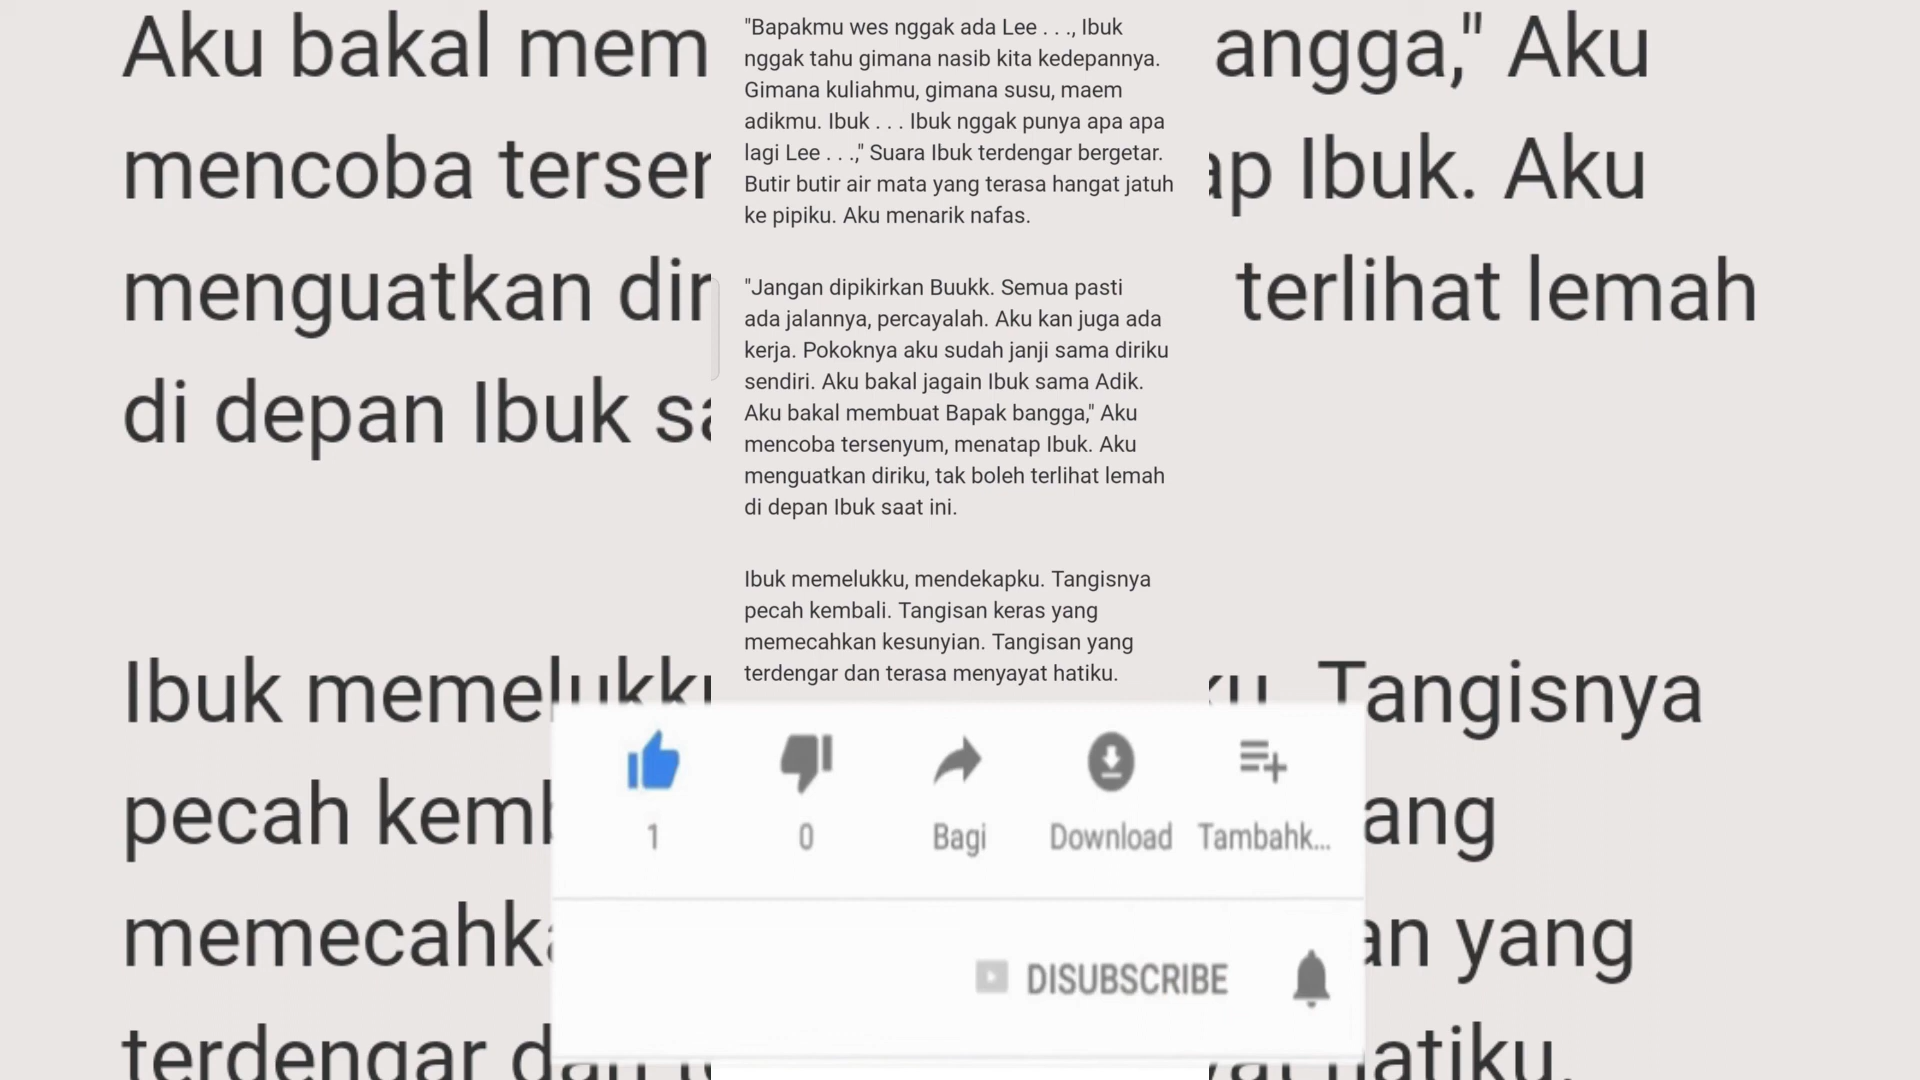 "Bapakmu wes nggak ada Lee . . ., Ibuk
nggak tahu gimana nasib kita kedepannya.
Gimana kuliahmu, gimana susu, maem
adikmu. Ibuk . . . Ibuk nggak punya apa apa
lagi Lee . . .," Suara Ibuk terdengar bergetar.
Butir butir air mata yang terasa hangat jatuh
ke pipiku. Aku menarik nafas.
"Jangan dipikirkan Buukk. Semua pasti
ada jalannya, percayalah. Aku kan juga ada
kerja. Pokoknya aku sudah janji sama diriku
sendiri. Aku bakal jagain Ibuk sama Adik.
Aku bakal membuat Bapak bangga," Aku
mencoba tersenyum, menatap Ibuk. Aku
menguatkan diriku, tak boleh terlihat lemah
di depan Ibuk saat ini.
Ibuk memelukku, mendekapku. Tangisnya
pecah kembali. Tangisan keras yang
memecahkan kesunyian. Tangisan yang
terdengar dan terasa menyayat hatiku.
Aku bakal mem angga," Aku
mencoba terser ap Ibuk. Aku
menguatkan dir terlihat lemah
di depan Ibuk sa
Ibuk memelukku ku. Tangisnya
pecah kemb ang
memecahka an yang
terdengar dan hatiku.
1 0 Bagi Download Tambahk...
DISUBSCRIBE